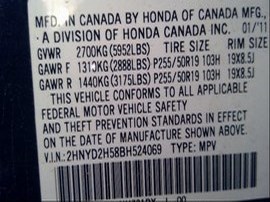 MFD. IN CANADA BY HONDA OF CANADA MFG.,
A DIVISION OF HONDA CANADA INC. 01/11
GVWR 2700KG(5952LBS) TIRE SIZE RIM SIZE
GAWR F 1310KG(2888LBS) P255/50R19 103H 19X8.5J
GAWR R 1440KG(3175LBS) P255/50R19 103H 19X8.5J
THIS VEHICLE CONFORMS TO ALL APPLICABLE
FEDERAL MOTOR VEHICLE SAFETY
AND THEFT PREVENTION STANDARDS IN EFFECT
ON THE DATE OF MANUFACTURE SHOWN ABOVE.
V.I.N.: 2HNYD2H58BH524069 TYPE: MPV